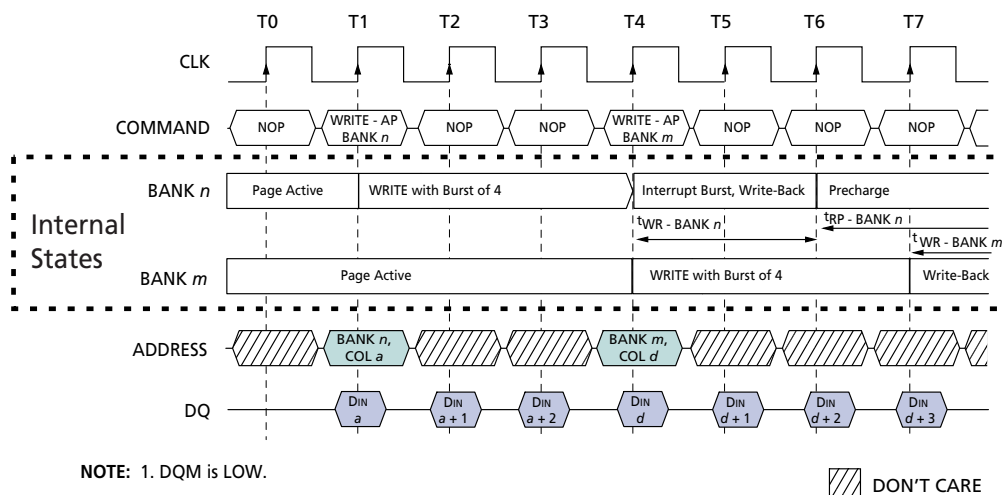 T0 T1 T2 T3 T4 T5 T6 T7
CLK
COMMAND NOP WRITE - AP BANK n NOP NOP WRITE - AP BANK m NOP NOP NOP
Internal States
BANK n Page Active WRITE with Burst of 4 Interrupt Burst, Write-Back Precharge
tWR - BANK n tRP - BANK n
tWR - BANK m
BANK m Page Active WRITE with Burst of 4 Write-Back
ADDRESS BANK n, COL a BANK m, COL d
DQ DIN a DIN a + 1 DIN a + 2 DIN d DIN d + 1 DIN d + 2 DIN d + 3
NOTE: 1. DQM is LOW.
DON'T CARE